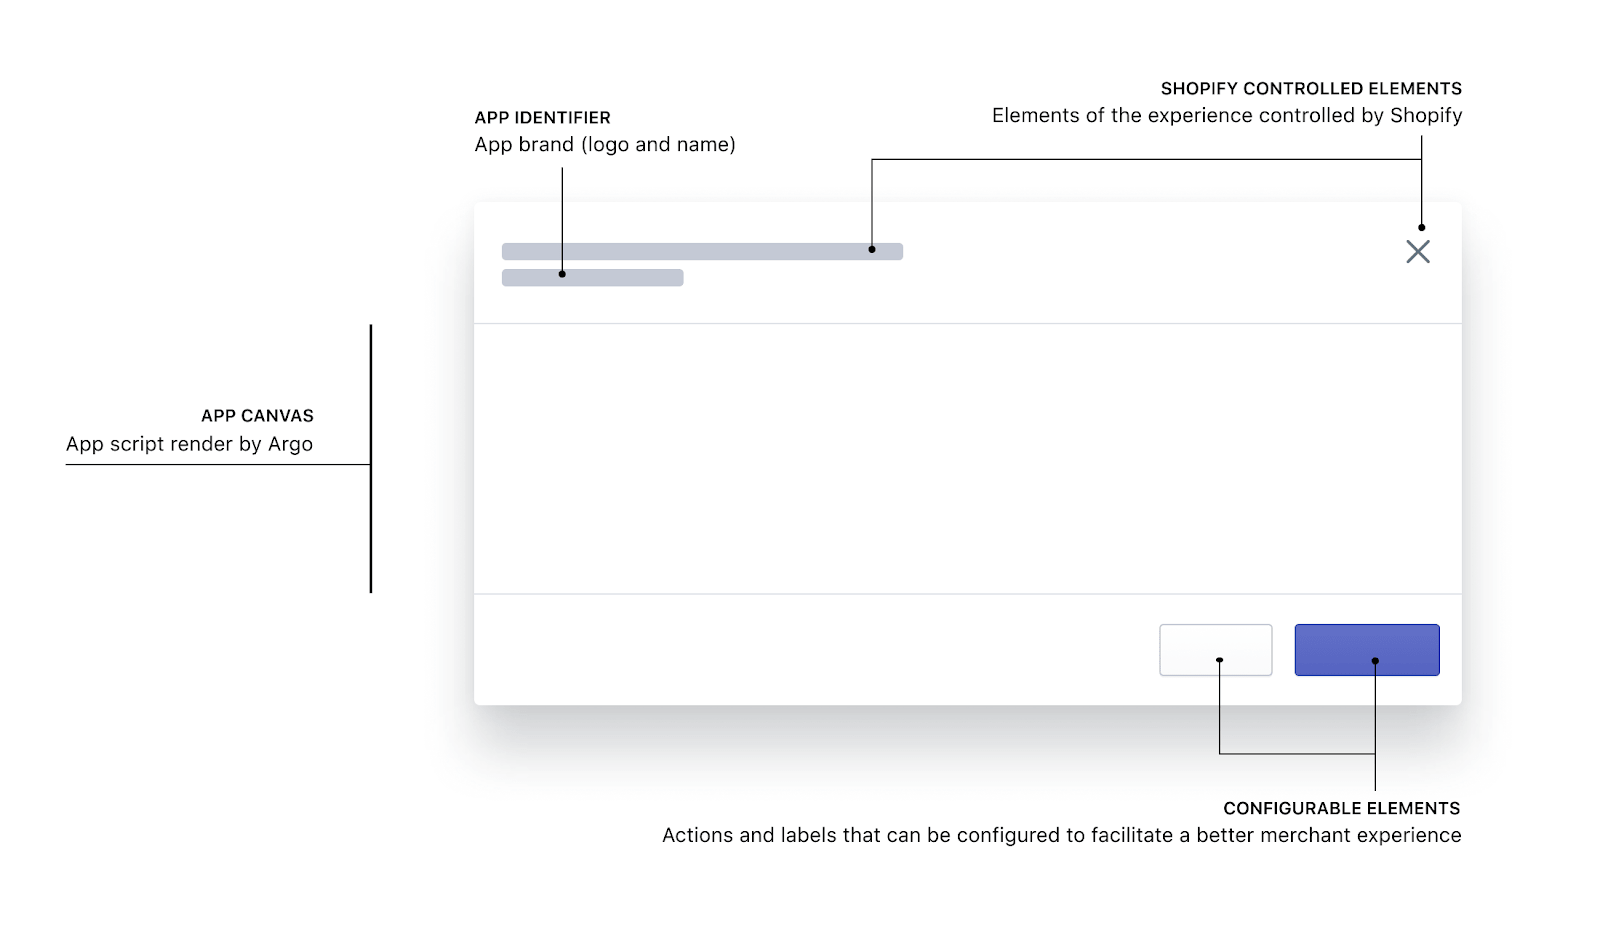 SHOPIFY CONTROLLED ELEMENTS
Elements of the experience controlled by Shopify
APP IDENTIFIER
App brand (logo and name)
APP CANVAS
App script render by Argo
CONFIGURABLE ELEMENTS
Actions and labels that can be configured to facilitate a better merchant experience